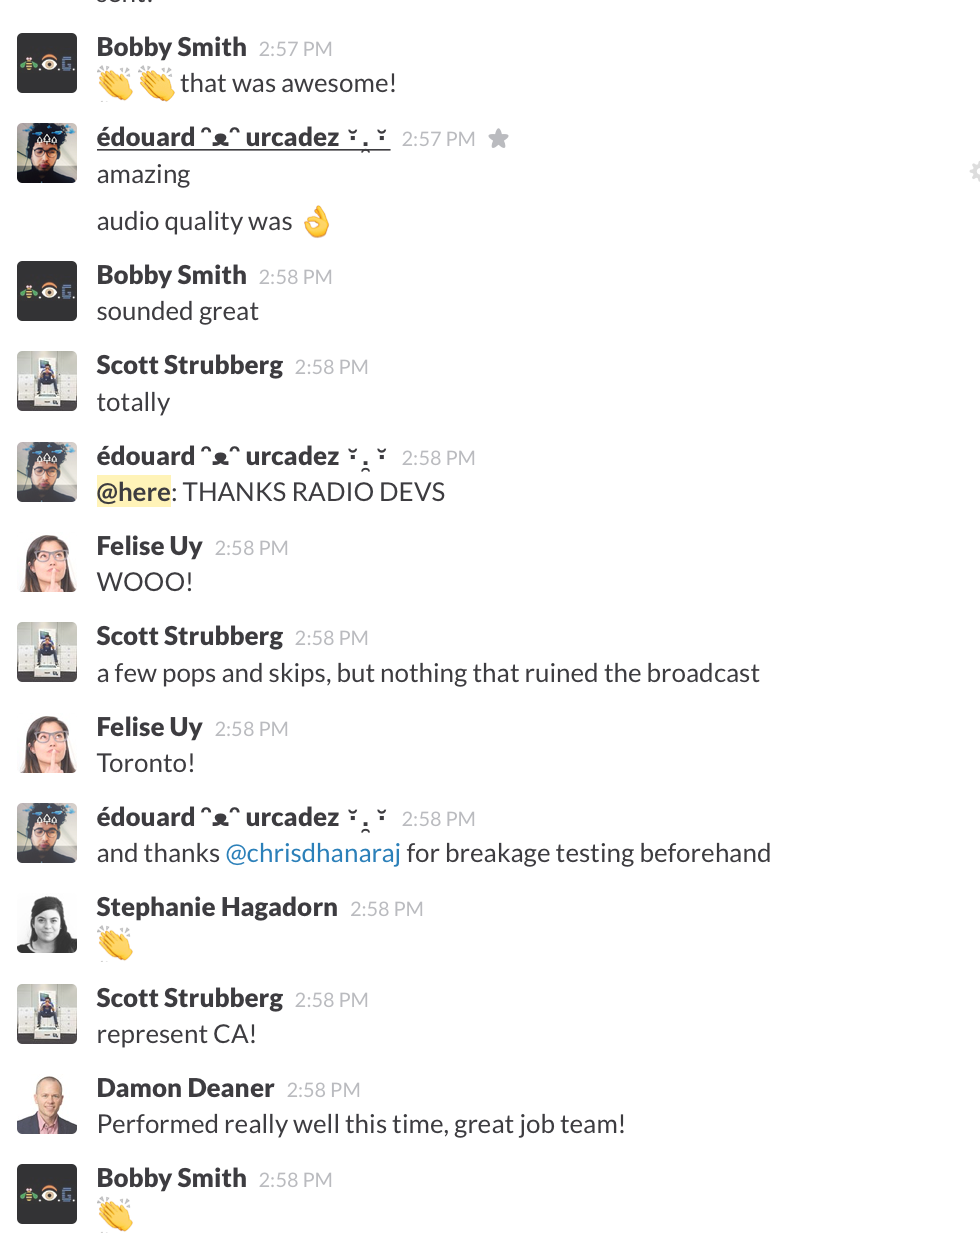 sent!
Bobby Smith 2:57 PM
👏 👏 that was awesome!
édouard ᵔᴥᵔ urcadez ˘̩̩̯˘̩ 2:57 PM
amazing
audio quality was 👌
Bobby Smith 2:58 PM
sounded great
Scott Strubberg 2:58 PM
totally
édouard ᵔᴥᵔ urcadez ˘̩̩̯˘̩ 2:58 PM
@here: THANKS RADIO DEVS
Felise Uy 2:58 PM
WOOO!
Scott Strubberg 2:58 PM
a few pops and skips, but nothing that ruined the broadcast
Felise Uy 2:58 PM
Toronto!
édouard ᵔᴥᵔ urcadez ˘̩̩̯˘̩ 2:58 PM
and thanks @chrisdhanaraj for breakage testing beforehand
Stephanie Hagadorn 2:58 PM
👏
Scott Strubberg 2:58 PM
represent CA!
Damon Deaner 2:58 PM
Performed really well this time, great job team!
Bobby Smith 2:58 PM
👏